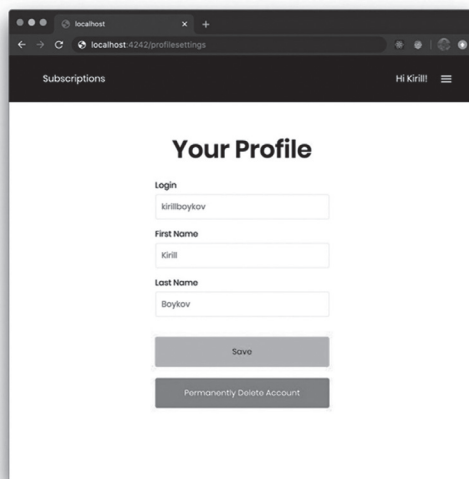 localhost
localhost:4242/profilesettings
Subscriptions
Hi Kirill!
Your Profile
Login
kirillboykov
First Name
Kirill
Last Name
Boykov
Save
Permanently Delete Account